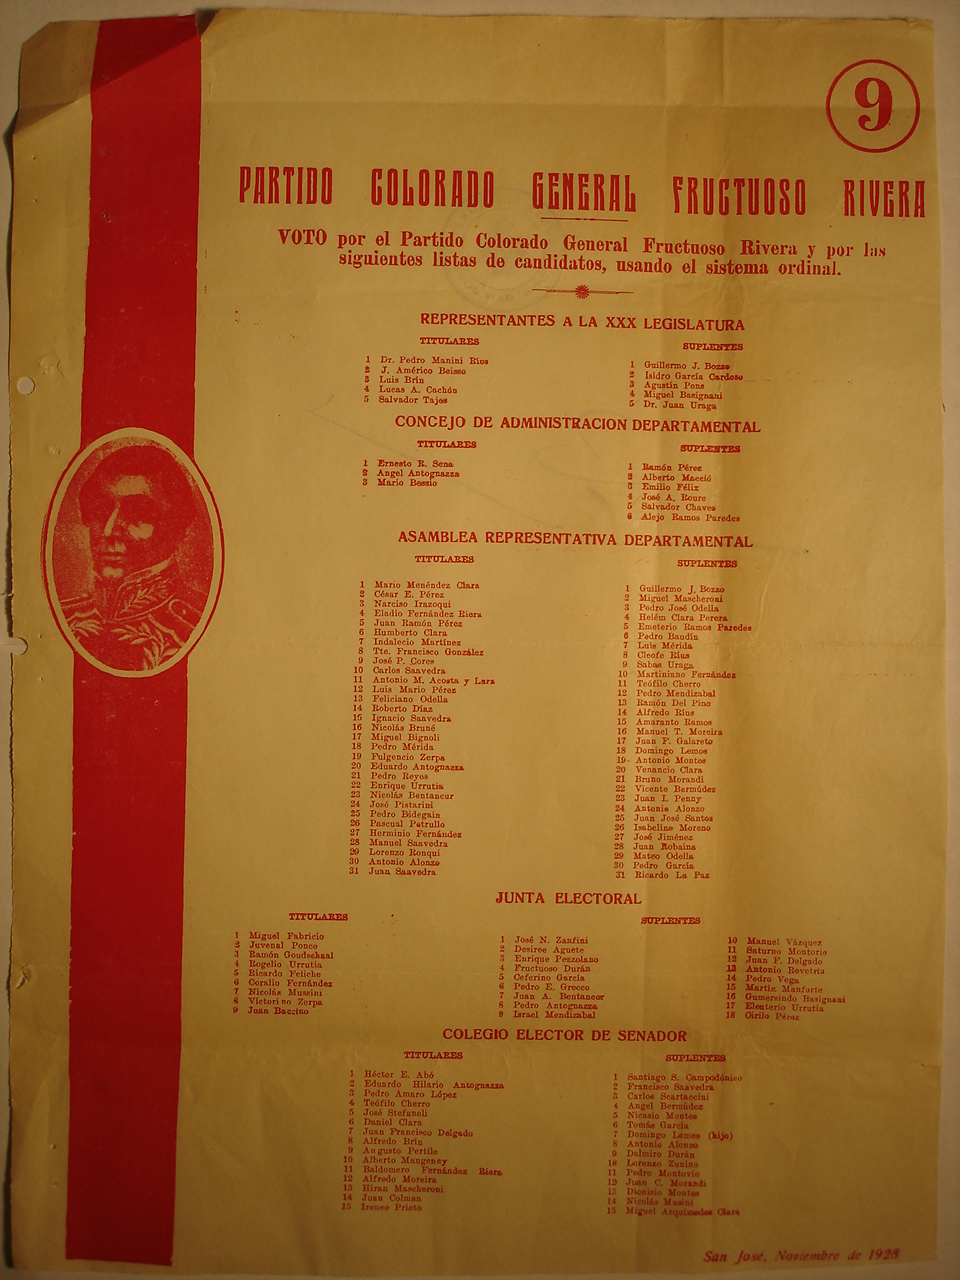 9
PARTIDO COLORADO GENERAL FRUCTUOSO RIVERA
VOTO por el Partido Colorado General Fructuoso Rivera y por las
siguientes listas de candidatos, usando el sistema ordinal.
REPRESENTANTES A LA XXX LEGISLATURA
TITULARES
1 Dr. Pedro Manini Ríos
2 J. Américo Beisso
3 Luis Brin
4 Lucas A. Cachón
5 Salvador Tajes
SUPLENTES
1 Guillermo J. Bozzo
2 Isidro García Cardoso
3 Agustín Pons
4 Miguel Basignani
5 Dr. Juan Uraga
CONCEJO DE ADMINISTRACION DEPARTAMENTAL
TITULARES
1 Ernesto R. Sena
2 Angel Antognazza
3 Mario Bessio
SUPLENTES
1 Ramón Pérez
2 Alberto Macció
3 Emilio Félix
4 José A. Roure
5 Salvador Chaves
6 Alejo Ramos Paredes
ASAMBLEA REPRESENTATIVA DEPARTAMENTAL
TITULARES
1 Mario Menéndez Clara
2 César E. Pérez
3 Narciso Irazoqui
4 Eladio Fernández Riera
5 Juan Ramón Pérez
6 Humberto Clara
7 Indalecio Martínez
8 Tte. Francisco González
9 José P. Cores
10 Carlos Saavedra
11 Antonio M. Acosta y Lara
12 Luis Mario Pérez
13 Feliciano Odella
14 Roberto Díaz
15 Ignacio Saavedra
16 Nicolás Bruné
17 Miguel Bignoli
18 Pedro Mérida
19 Fulgencio Zerpa
20 Eduardo Antognazza
21 Pedro Reyes
22 Enrique Urrutia
23 Nicolás Bentancur
24 José Pistarini
25 Pedro Bidegain
26 Pascual Petrullo
27 Herminio Fernández
28 Manuel Saavedra
29 Lorenzo Ronqui
30 Antonio Alonzo
31 Juan Saavedra
SUPLENTES
1 Guillermo J. Bozzo
2 Miguel Mascheroni
3 Pedro José Odella
4 Helém Clara Perera
5 Emeterio Ramos Paredes
6 Pedro Bandín
7 Luis Mérida
8 Cleofe Ríus
9 Sabas Uraga
10 Martiniano Fernández
11 Teófilo Cherro
12 Pedro Mendizabal
13 Ramón Del Pino
14 Alfredo Rius
15 Amaranto Ramos
16 Manuel T. Moreira
17 Juan F. Galareto
18 Domingo Lemos
19 Antonio Montes
20 Venancio Clara
21 Bruno Morandi
22 Vicente Bermúdez
23 Juan I. Penny
24 Antonio Alonzo
25 Juan José Santos
26 Isabelino Moreno
27 José Jiménez
28 Juan Robaina
29 Mateo Odella
30 Pedro García
31 Ricardo La Paz
JUNTA ELECTORAL
TITULARES
1 Miguel Fabricio
2 Juvenal Ponce
3 Ramón Goudschaal
4 Rogelio Urrutia
5 Ricardo Feliche
6 Coralio Fernández
7 Nicolás Mussini
8 Victorino Zerpa
9 Juan Baccino
SUPLENTES
1 José N. Zanfini
2 Desiree Aguete
3 Enrique Pezzolano
4 Fructuoso Durán
5 Ceferino García
6 Pedro E. Grecco
7 Juan A. Bentancor
8 Pedro Antognazza
9 Israel Mendizabal
10 Manuel Vázquez
11 Saturno Montorio
12 Juan F. Delgado
13 Antonio Revetria
14 Pedro Vega
15 Martín Manforte
16 Gumersindo Basignani
17 Eleuterio Urrutia
18 Cirilo Pérez
COLEGIO ELECTOR DE SENADOR
TITULARES
1 Héctor E. Abó
2 Eduardo Hilario Antognazza
3 Pedro Amaro López
4 Teófilo Cherro
5 José Stefanoli
6 Daniel Clara
7 Juan Francisco Delgado
8 Alfredo Brin
9 Augusto Pertile
10 Alberto Mangeney
11 Baldomero Fernández Riera
12 Alfredo Moreira
13 Hiran Mascheroni
14 Juan Colman
15 Ireneo Prieto
SUPLENTES
1 Santiago S. Campodónico
2 Francisco Saavedra
3 Carlos Scartaccini
4 Angel Bermúdez
5 Nicasio Montes
6 Tomás García
7 Domingo Lemes (hijo)
8 Antonio Alonzo
9 Dalmiro Durán
10 Lorenzo Zunino
11 Pedro Montovio
12 Juan C. Morandi
13 Dionizio Montes
14 Nicolás Musini
15 Miguel Arquimedes Clara
San José, Noviembre de 1928